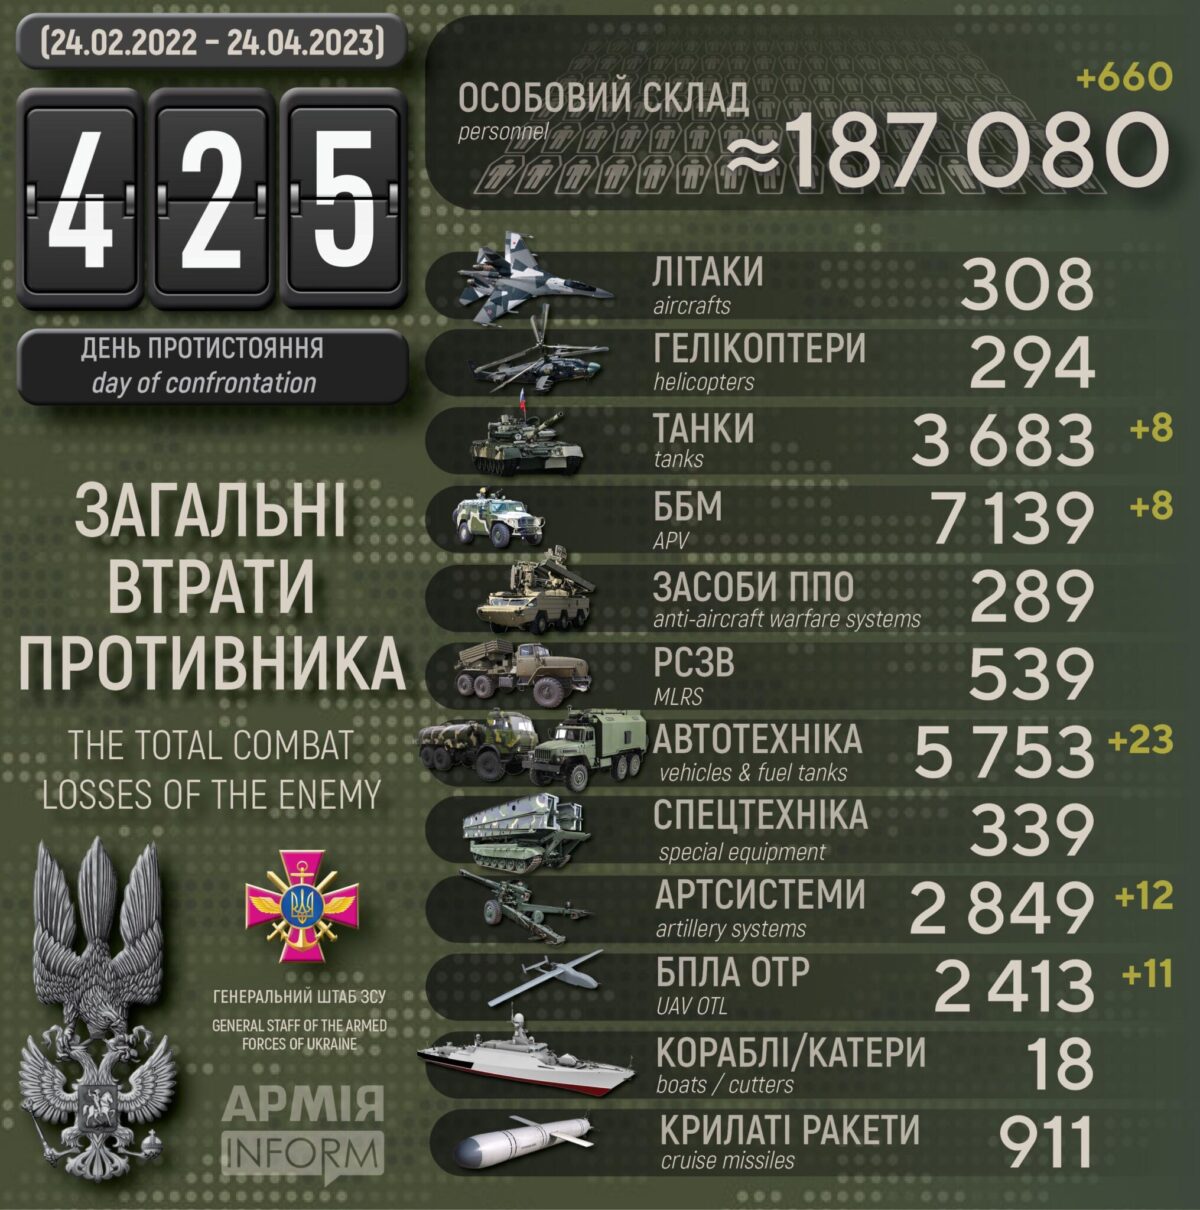 (24.02.2022 – 24.04.2023)
425
ДЕНЬ ПРОТИСТОЯННЯ
day of confrontation
ЗАГАЛЬНІ
ВТРАТИ
ПРОТИВНИКА
THE TOTAL COMBAT
LOSSES OF THE ENEMY
ГЕНЕРАЛЬНИЙ ШТАБ ЗСУ
GENERAL STAFF OF THE ARMED
FORCES OF UKRAINE
АРМІЯ
INFORM
ОСОБОВИЙ СКЛАД
personnel
+660
≈187 080
ЛІТАКИ
aircrafts
308
ГЕЛІКОПТЕРИ
helicopters
294
ТАНКИ
tanks
3 683 +8
ББМ
APV
7 139 +8
ЗАСОБИ ППО
anti-aircraft warfare systems
289
РСЗВ
MLRS
539
АВТОТЕХНІКА
vehicles & fuel tanks
5 753 +23
СПЕЦТЕХНІКА
special equipment
339
АРТСИСТЕМИ
artillery systems
2 849 +12
БПЛА ОТР
UAV OTL
2 413 +11
КОРАБЛІ/КАТЕРИ
boats / cutters
18
КРИЛАТІ РАКЕТИ
cruise missiles
911